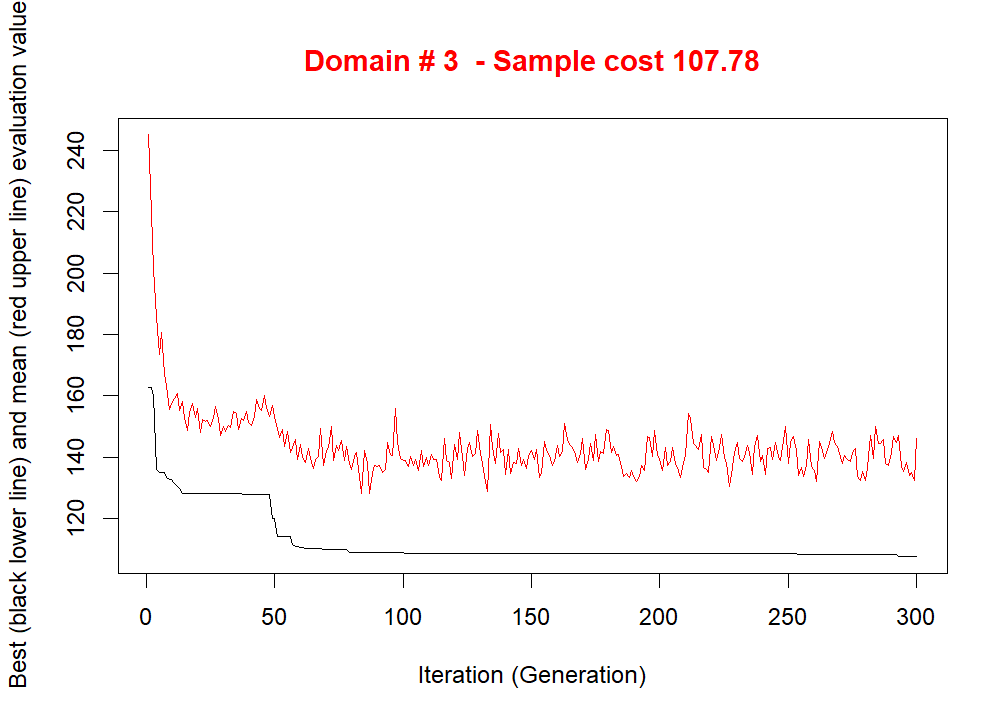 Domain # 3  - Sample cost 107.78
Best (black lower line) and mean (red upper line) evaluation value
240
220
200
180
160
140
120
0 50 100 150 200 250 300
Iteration (Generation)